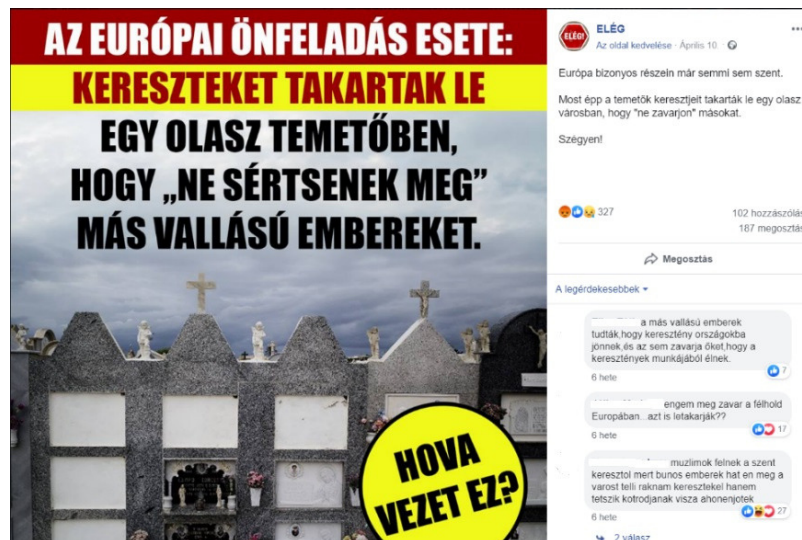 AZ EURÓPAI ÖNFELADÁS ESETE:
KERESZTEKET TAKARTAK LE
EGY OLASZ TEMETŐBEN,
HOGY „NE SÉRTSENEK MEG”
MÁS VALLÁSÚ EMBEREKET.
HOVA
VEZET EZ?
ELÉG!
ELÉG
Az oldal kedvelése · Április 10. ·
Európa bizonyos részein már semmi sem szent.
Most épp a temetők keresztjeit takarták le egy olasz
városban, hogy "ne zavarjon" másokat.
Szégyen!
327
102 hozzászólás
187 megosztás
Megosztás
A legérdekesebbek
a más vallású emberek
tudták,hogy keresztény országokba
jönnek,és az sem zavarja őket,hogy a
keresztények munkájából élnek.
7
6 hete
engem meg zavar a félhold
Európában...azt is letakarják??
17
6 hete
muzlimok felnek a szent
keresztol mert bunos emberek hat en meg a
varost telli raknam keresztekel hanem
tetszik kotrodjanak visza ahonenjotek
27
6 hete
2 válasz